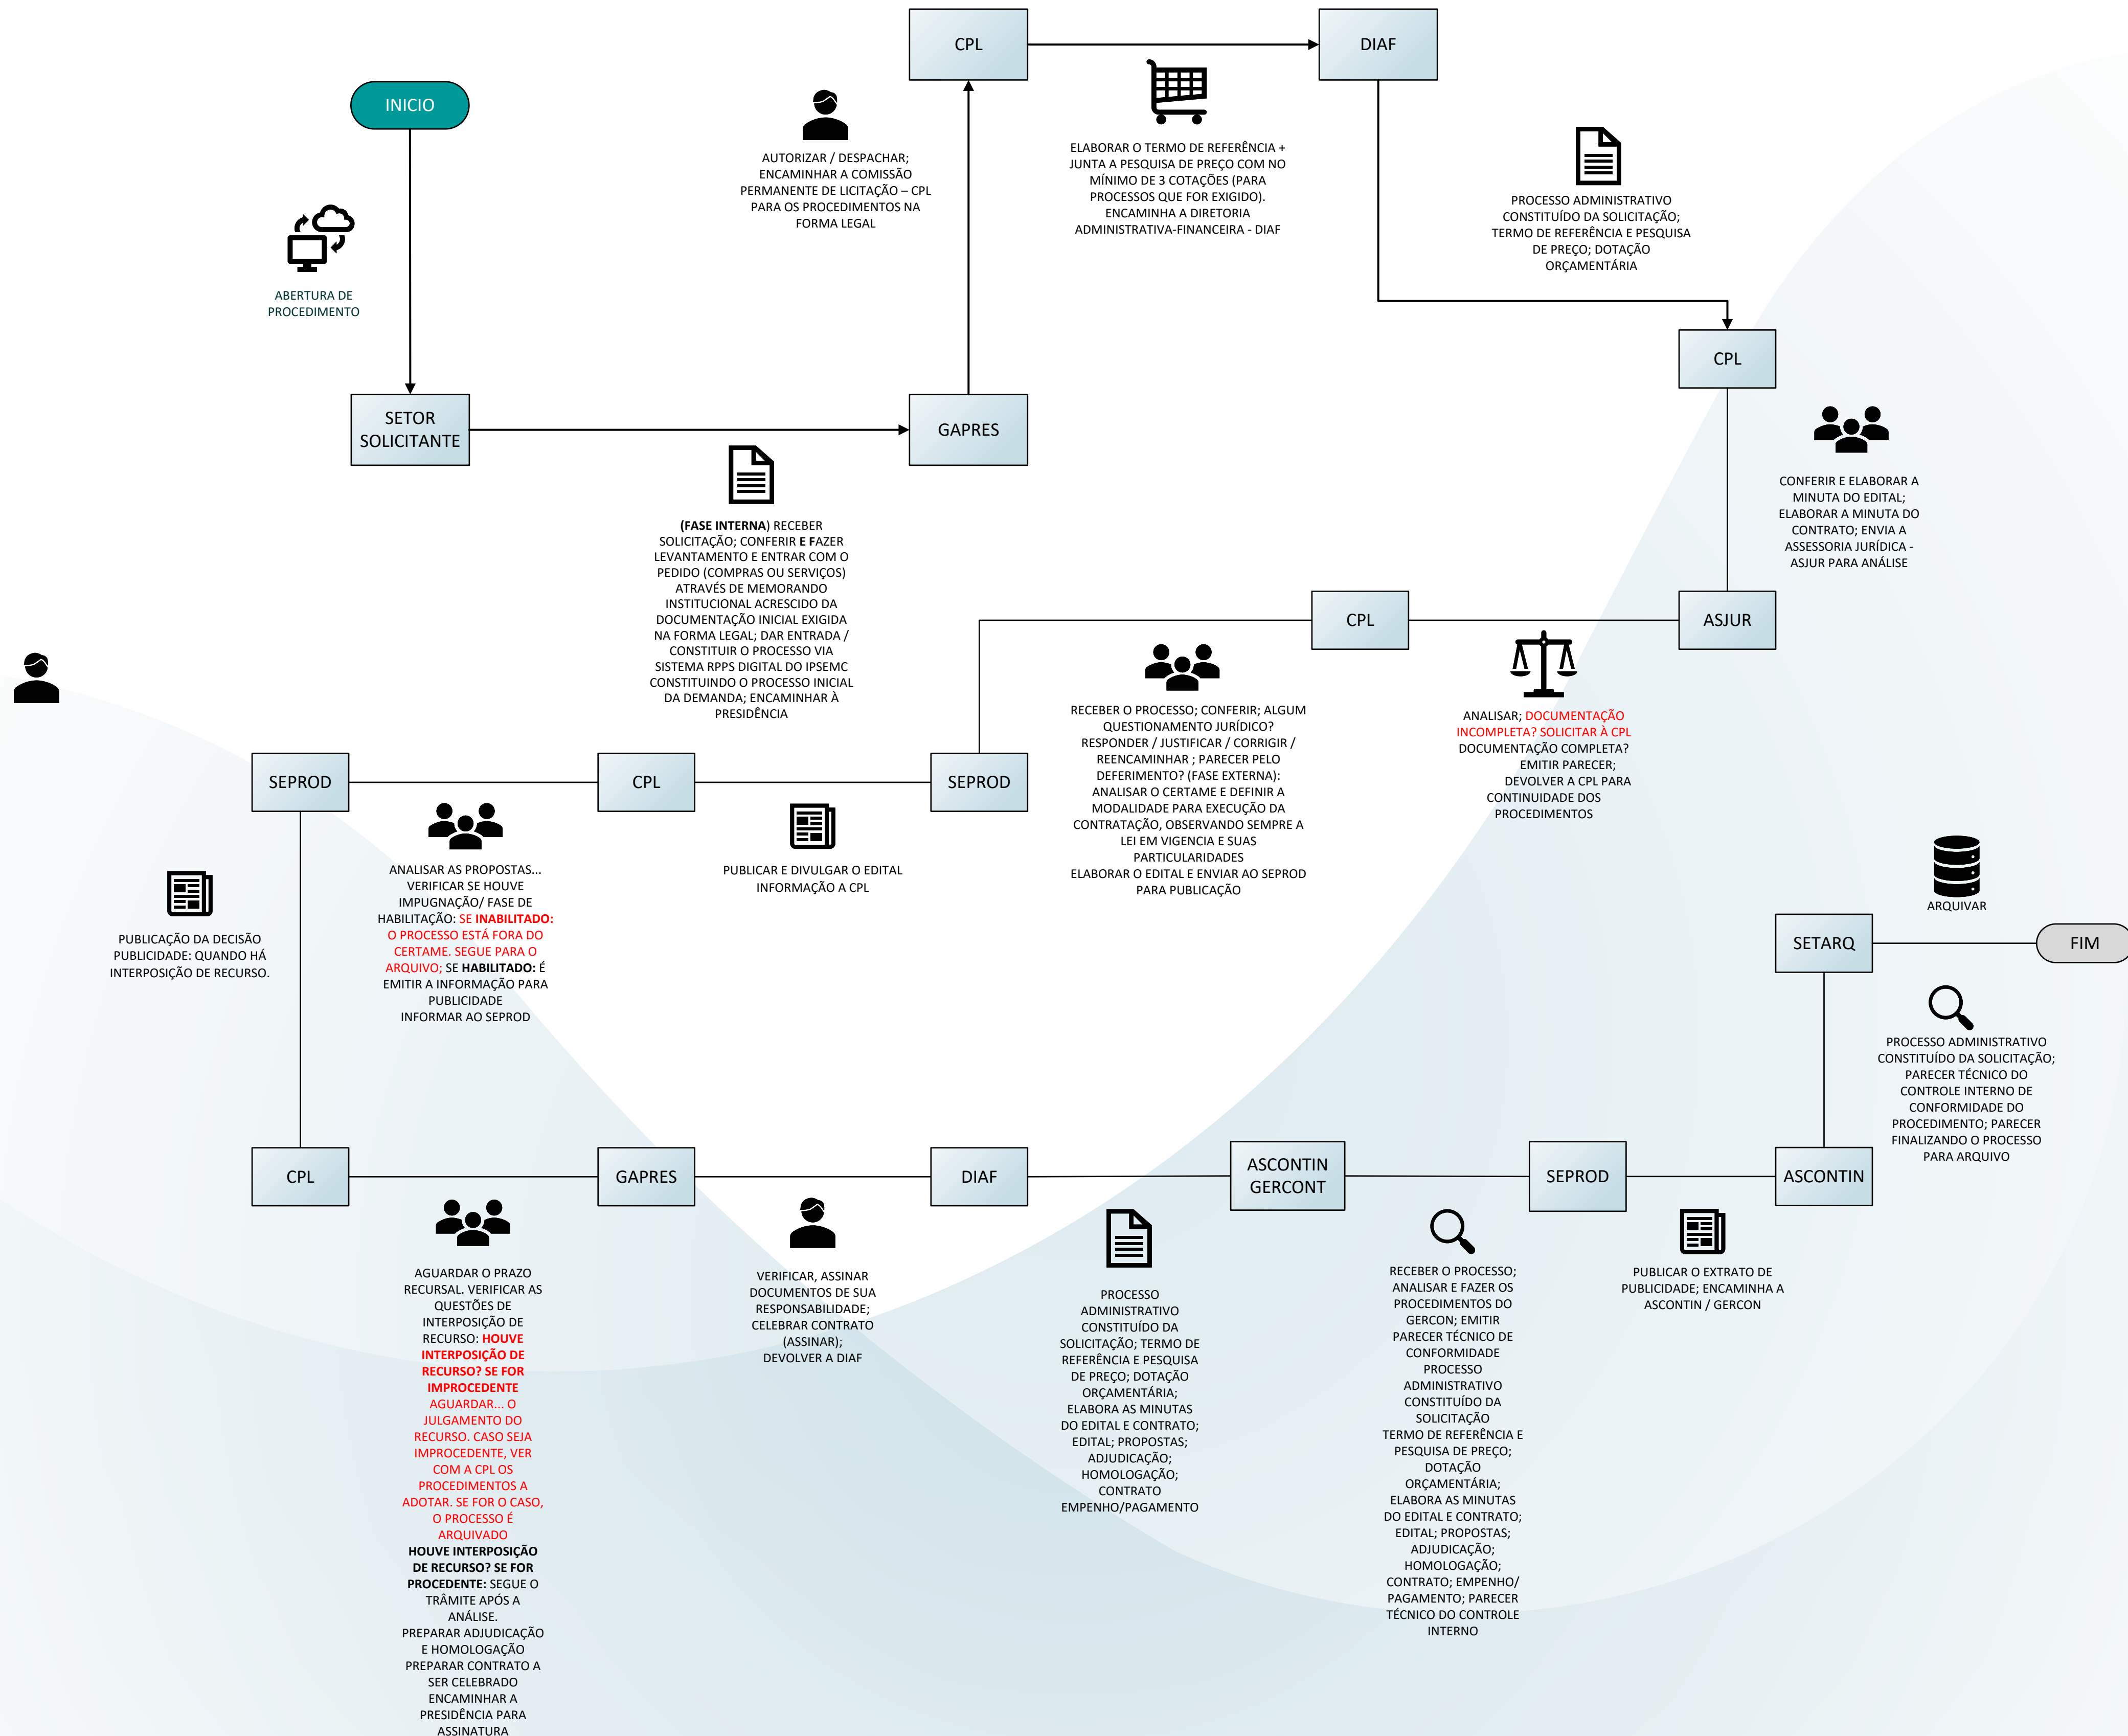 INICIO
ABERTURA DE
PROCEDIMENTO
SETOR
SOLICITANTE
(FASE INTERNA) RECEBER
SOLICITAÇÃO; CONFERIR E FAZER
LEVANTAMENTO E ENTRAR COM O
PEDIDO (COMPRAS OU SERVIÇOS)
ATRAVÉS DE MEMORANDO
INSTITUCIONAL ACRESCIDO DA
DOCUMENTAÇÃO INICIAL EXIGIDA
NA FORMA LEGAL; DAR ENTRADA /
CONSTITUIR O PROCESSO VIA
SISTEMA RPPS DIGITAL DO IPSEMC
CONSTITUINDO O PROCESSO INICIAL
DA DEMANDA; ENCAMINHAR À
PRESIDÊNCIA
GAPRES
AUTORIZAR / DESPACHAR;
ENCAMINHAR A COMISSÃO
PERMANENTE DE LICITAÇÃO – CPL
PARA OS PROCEDIMENTOS NA
FORMA LEGAL
CPL
ELABORAR O TERMO DE REFERÊNCIA +
JUNTA A PESQUISA DE PREÇO COM NO
MÍNIMO DE 3 COTAÇÕES (PARA
PROCESSOS QUE FOR EXIGIDO).
ENCAMINHA A DIRETORIA
ADMINISTRATIVA-FINANCEIRA - DIAF
DIAF
PROCESSO ADMINISTRATIVO
CONSTITUÍDO DA SOLICITAÇÃO;
TERMO DE REFERÊNCIA E PESQUISA
DE PREÇO; DOTAÇÃO
ORÇAMENTÁRIA
CPL
CONFERIR E ELABORAR A
MINUTA DO EDITAL;
ELABORAR A MINUTA DO
CONTRATO; ENVIA A
ASSESSORIA JURÍDICA -
ASJUR PARA ANÁLISE
ASJUR
ANALISAR; DOCUMENTAÇÃO
INCOMPLETA? SOLICITAR À CPL
DOCUMENTAÇÃO COMPLETA?
EMITIR PARECER;
DEVOLVER A CPL PARA
CONTINUIDADE DOS
PROCEDIMENTOS
CPL
RECEBER O PROCESSO; CONFERIR; ALGUM
QUESTIONAMENTO JURÍDICO?
RESPONDER / JUSTIFICAR / CORRIGIR /
REENCAMINHAR ; PARECER PELO
DEFERIMENTO? (FASE EXTERNA):
ANALISAR O CERTAME E DEFINIR A
MODALIDADE PARA EXECUÇÃO DA
CONTRATAÇÃO, OBSERVANDO SEMPRE A
LEI EM VIGENCIA E SUAS
PARTICULARIDADES
ELABORAR O EDITAL E ENVIAR AO SEPROD
PARA PUBLICAÇÃO
SEPROD
PUBLICAR E DIVULGAR O EDITAL
INFORMAÇÃO A CPL
CPL
ANALISAR AS PROPOSTAS...
VERIFICAR SE HOUVE
IMPUGNAÇÃO/ FASE DE
HABILITAÇÃO: SE INABILITADO:
O PROCESSO ESTÁ FORA DO
CERTAME. SEGUE PARA O
ARQUIVO; SE HABILITADO: É
EMITIR A INFORMAÇÃO PARA
PUBLICIDADE
INFORMAR AO SEPROD
SEPROD
PUBLICAÇÃO DA DECISÃO
PUBLICIDADE: QUANDO HÁ
INTERPOSIÇÃO DE RECURSO.
CPL
AGUARDAR O PRAZO
RECURSAL. VERIFICAR AS
QUESTÕES DE
INTERPOSIÇÃO DE
RECURSO: HOUVE
INTERPOSIÇÃO DE
RECURSO? SE FOR
IMPROCEDENTE
AGUARDAR... O
JULGAMENTO DO
RECURSO. CASO SEJA
IMPROCEDENTE, VER
COM A CPL OS
PROCEDIMENTOS A
ADOTAR. SE FOR O CASO,
O PROCESSO É
ARQUIVADO
HOUVE INTERPOSIÇÃO
DE RECURSO? SE FOR
PROCEDENTE: SEGUE O
TRÂMITE APÓS A
ANÁLISE.
PREPARAR ADJUDICAÇÃO
E HOMOLOGAÇÃO
PREPARAR CONTRATO A
SER CELEBRADO
ENCAMINHAR A
PRESIDÊNCIA PARA
ASSINATURA
GAPRES
VERIFICAR, ASSINAR
DOCUMENTOS DE SUA
RESPONSABILIDADE;
CELEBRAR CONTRATO
(ASSINAR);
DEVOLVER A DIAF
DIAF
PROCESSO
ADMINISTRATIVO
CONSTITUÍDO DA
SOLICITAÇÃO; TERMO DE
REFERÊNCIA E PESQUISA
DE PREÇO; DOTAÇÃO
ORÇAMENTÁRIA;
ELABORA AS MINUTAS
DO EDITAL E CONTRATO;
EDITAL; PROPOSTAS;
ADJUDICAÇÃO;
HOMOLOGAÇÃO;
CONTRATO
EMPENHO/PAGAMENTO
ASCONTIN
GERCONT
RECEBER O PROCESSO;
ANALISAR E FAZER OS
PROCEDIMENTOS DO
GERCON; EMITIR
PARECER TÉCNICO DE
CONFORMIDADE
PROCESSO
ADMINISTRATIVO
CONSTITUÍDO DA
SOLICITAÇÃO
TERMO DE REFERÊNCIA E
PESQUISA DE PREÇO;
DOTAÇÃO
ORÇAMENTÁRIA;
ELABORA AS MINUTAS
DO EDITAL E CONTRATO;
EDITAL; PROPOSTAS;
ADJUDICAÇÃO;
HOMOLOGAÇÃO;
CONTRATO; EMPENHO/
PAGAMENTO; PARECER
TÉCNICO DO CONTROLE
INTERNO
SEPROD
PUBLICAR O EXTRATO DE
PUBLICIDADE; ENCAMINHA A
ASCONTIN / GERCON
ASCONTIN
PROCESSO ADMINISTRATIVO
CONSTITUÍDO DA SOLICITAÇÃO;
PARECER TÉCNICO DO
CONTROLE INTERNO DE
CONFORMIDADE DO
PROCEDIMENTO; PARECER
FINALIZANDO O PROCESSO
PARA ARQUIVO
SETARQ
ARQUIVAR
FIM